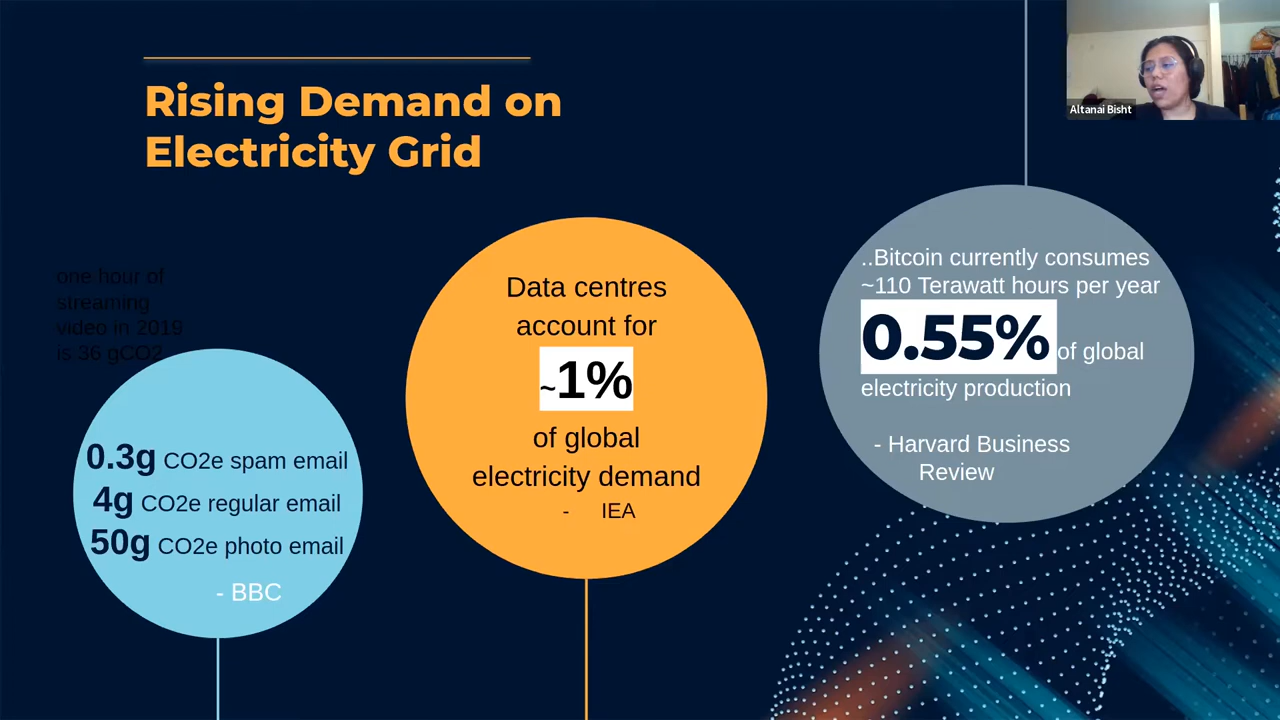 Rising Demand on
Electricity Grid
Altanai Bisht
one hour of
streaming
video in 2019
is 36 gCO2
0.3g CO2e spam email
4g CO2e regular email
50g CO2e photo email
- BBC
Data centres
account for
~1%
of global
electricity demand
- IEA
..Bitcoin currently consumes
~110 Terawatt hours per year
0.55% of global
electricity production
- Harvard Business
Review